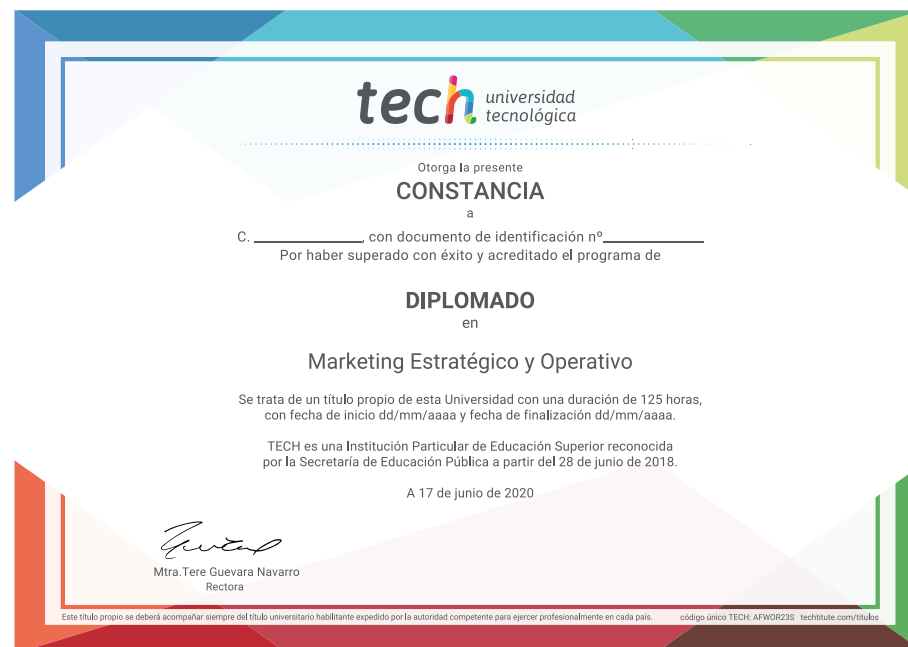 tech universidad
tecnológica
Otorga la presente
CONSTANCIA
a
C. ____________, con documento de identificación nº____________
Por haber superado con éxito y acreditado el programa de
DIPLOMADO
en
Marketing Estratégico y Operativo
Se trata de un título propio de esta Universidad con una duración de 125 horas,
con fecha de inicio dd/mm/aaaa y fecha de finalización dd/mm/aaaa.
TECH es una Institución Particular de Educación Superior reconocida
por la Secretaría de Educación Pública a partir del 28 de junio de 2018.
A 17 de junio de 2020
Mtra.Tere Guevara Navarro
Rectora
Este título propio se deberá acompañar siempre del título universitario habilitante expedido por la autoridad competente para ejercer profesionalmente en cada país. código único TECH: AFWOR23S techtitute.com/titulos